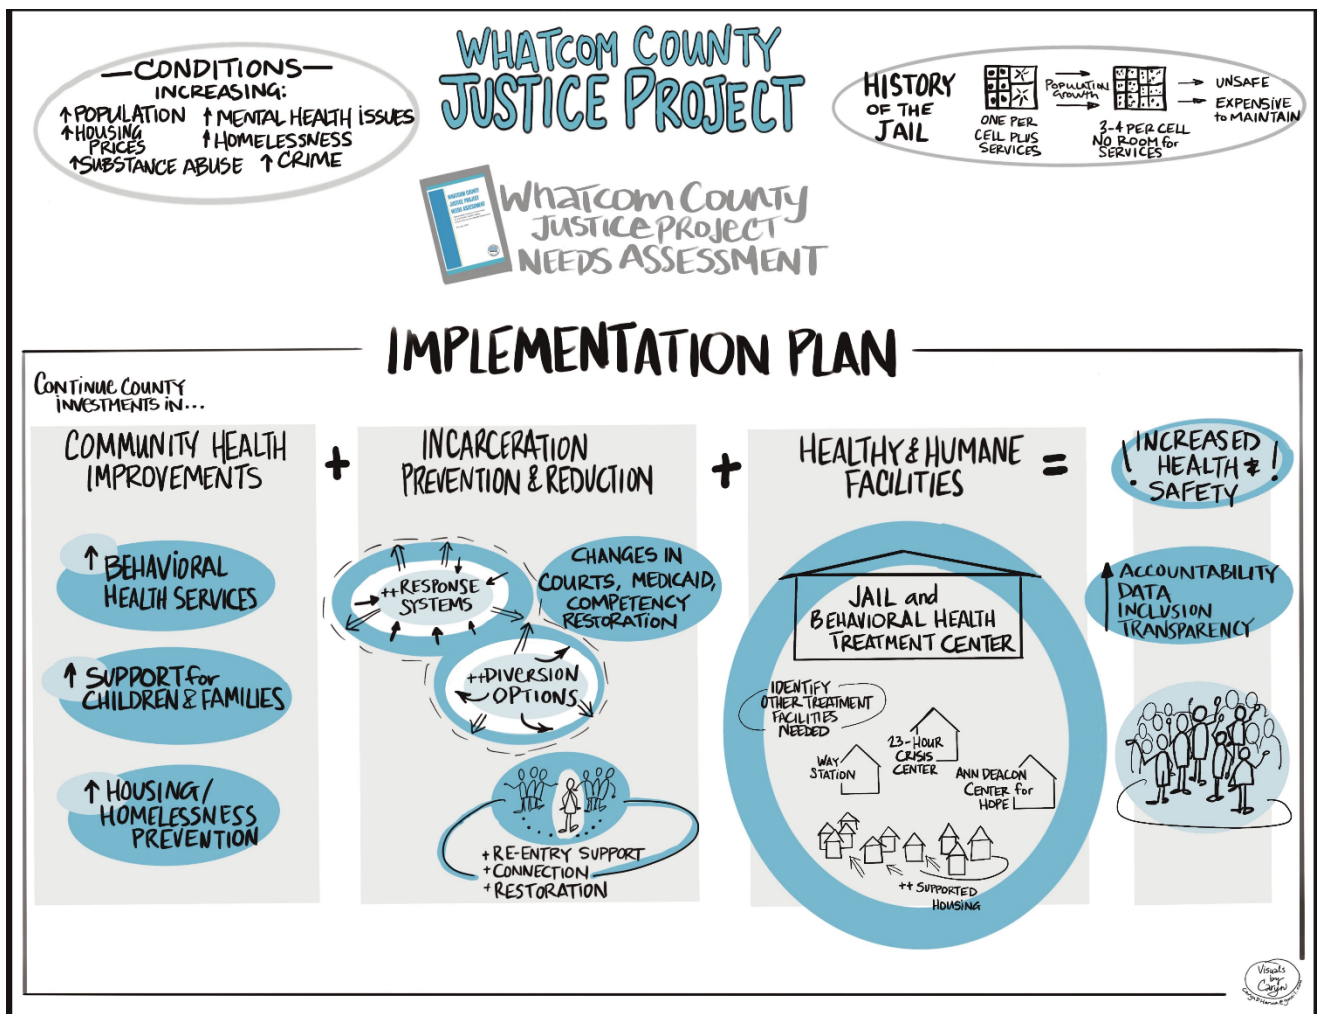 WHATCOM COUNTY
JUSTICE PROJECT
—CONDITIONS—
INCREASING:
↑POPULATION ↑MENTAL HEALTH ISSUES
↑HOUSING PRICES ↑HOMELESSNESS
↑SUBSTANCE ABUSE ↑CRIME
HISTORY
OF THE
JAIL
ONE PER
CELL PLUS
SERVICES
Population
Growth
3-4 PER CELL
NO ROOM for
SERVICES
→ UNSAFE
→ EXPENSIVE
to MAINTAIN
WHATCOM COUNTY
JUSTICE PROJECT
NEEDS ASSESSMENT
Whatcom County
JUSTICE PROJECT
NEEDS ASSESSMENT
IMPLEMENTATION PLAN
CONTINUE COUNTY
INVESTMENTS IN...
COMMUNITY HEALTH
IMPROVEMENTS
↑ BEHAVIORAL
HEALTH SERVICES
↑ SUPPORT for
CHILDREN & FAMILIES
↑ HOUSING/
HOMELESSNESS
PREVENTION
+
INCARCERATION
PREVENTION & REDUCTION
++RESPONSE
SYSTEMS
CHANGES IN
COURTS, MEDICAID,
COMPETENCY
RESTORATION
++DIVERSION
OPTIONS
+RE-ENTRY SUPPORT
+CONNECTION
+RESTORATION
+
HEALTHY & HUMANE
FACILITIES
JAIL and
BEHAVIORAL HEALTH
TREATMENT CENTER
IDENTIFY
OTHER TREATMENT
FACILITIES
NEEDED
WAY
STATION
23-HOUR
CRISIS
CENTER
ANN DEACON
CENTER for
HOPE
++ SUPPORTED
HOUSING
=
! INCREASED
HEALTH &
SAFETY !
↑ ACCOUNTABILITY
DATA
INCLUSION
TRANSPARENCY
Visuals
by
Caryn